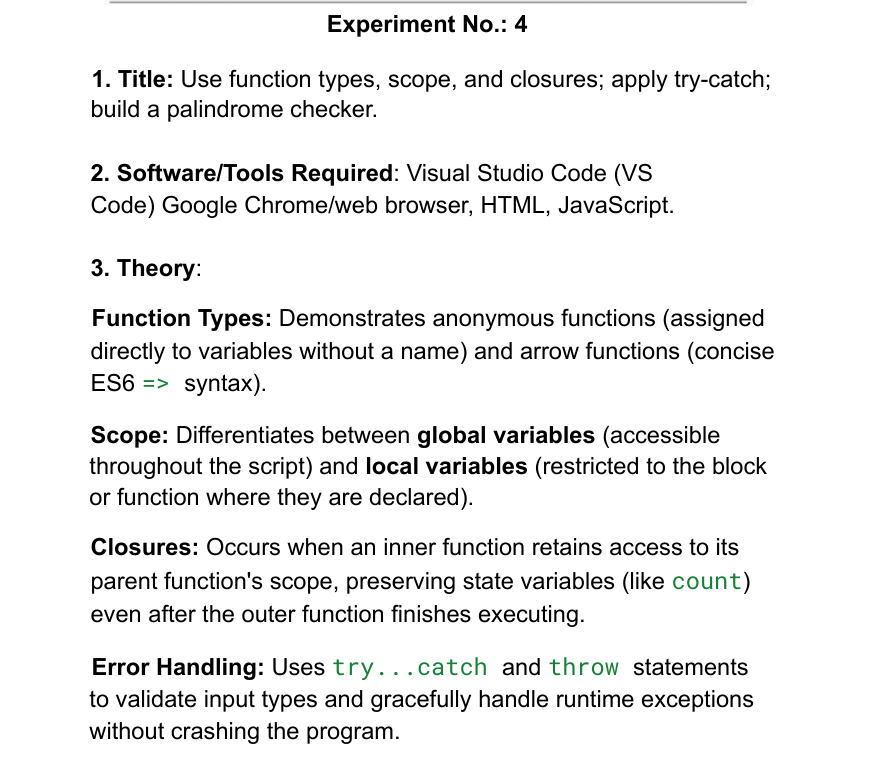 Experiment No.: 4
1. Title: Use function types, scope, and closures; apply try-catch;
build a palindrome checker.
2. Software/Tools Required: Visual Studio Code (VS
Code) Google Chrome/web browser, HTML, JavaScript.
3. Theory:
Function Types: Demonstrates anonymous functions (assigned
directly to variables without a name) and arrow functions (concise
ES6 => syntax).
Scope: Differentiates between global variables (accessible
throughout the script) and local variables (restricted to the block
or function where they are declared).
Closures: Occurs when an inner function retains access to its
parent function's scope, preserving state variables (like count)
even after the outer function finishes executing.
Error Handling: Uses try...catch and throw statements
to validate input types and gracefully handle runtime exceptions
without crashing the program.